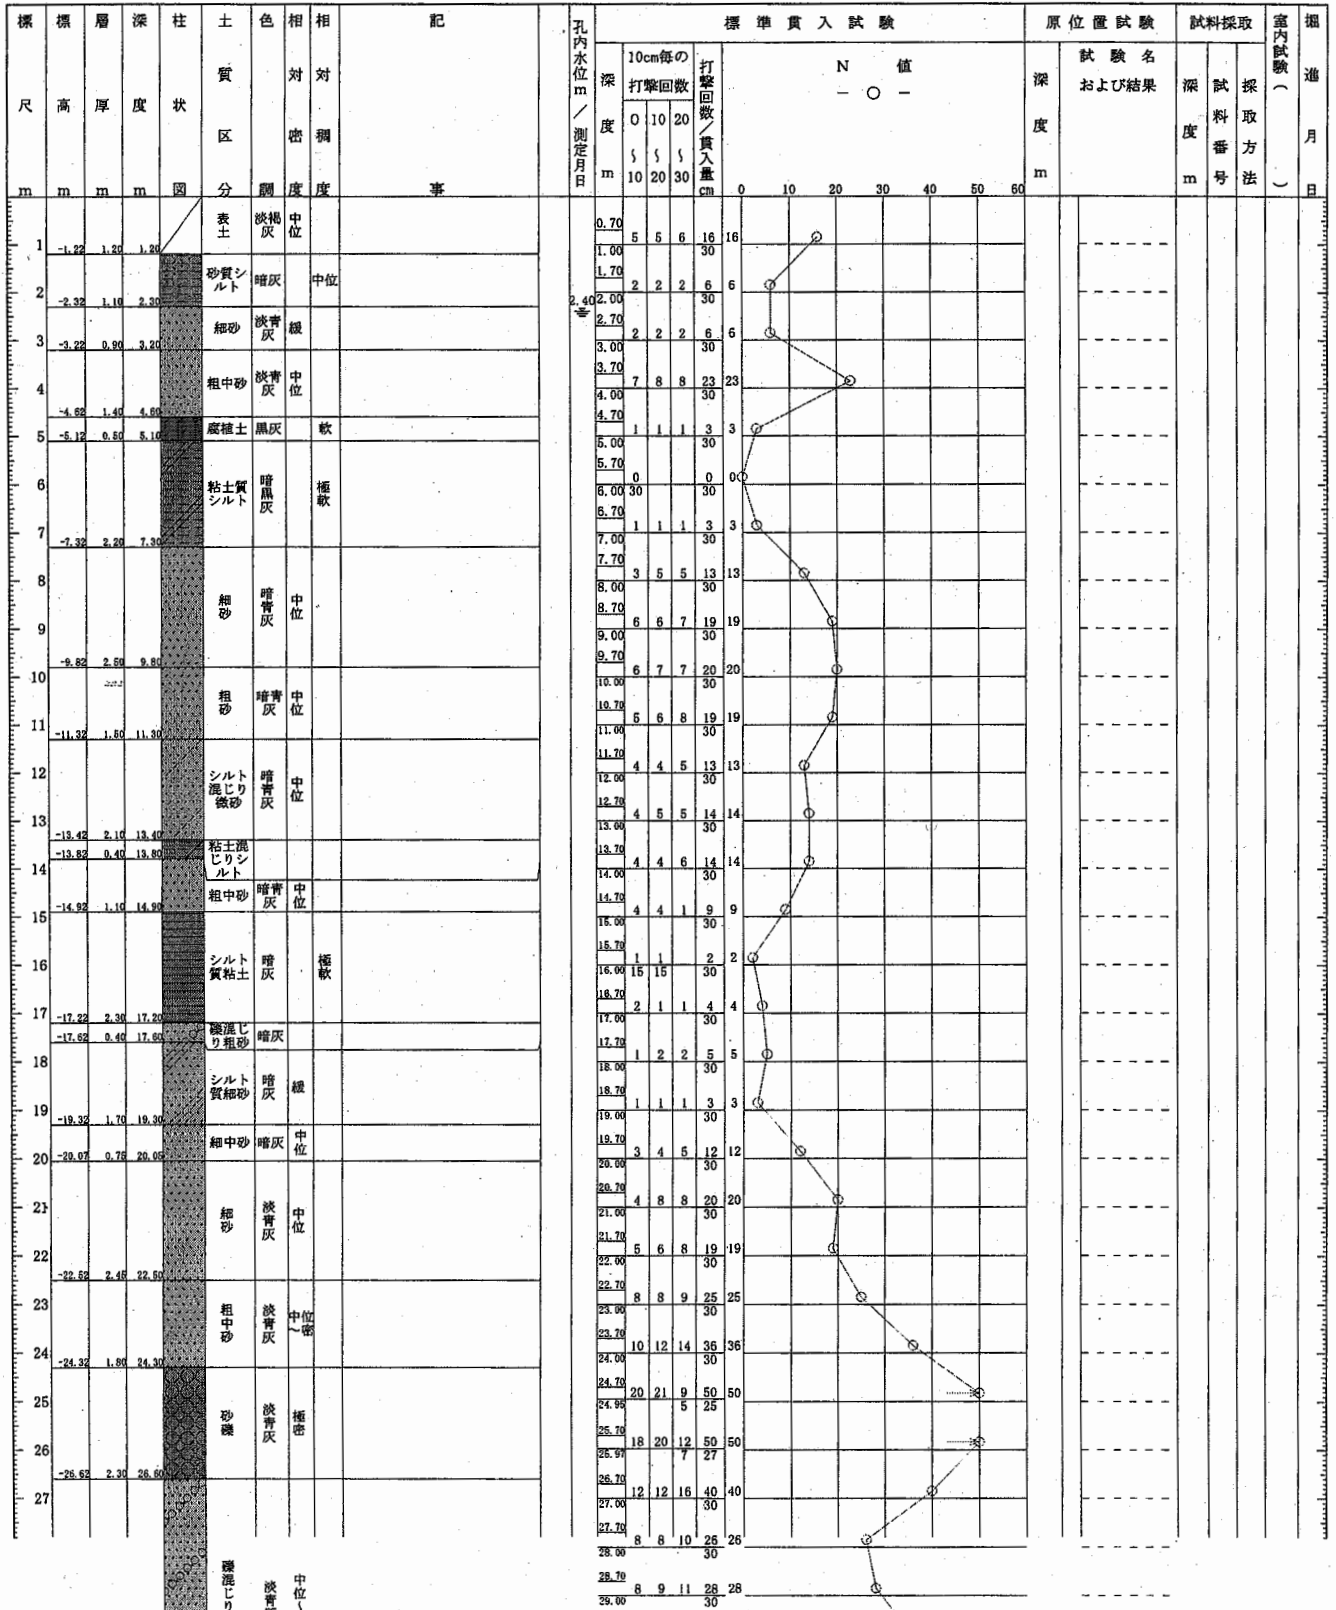 標尺 m
標高 m
層厚 m
深度 m
柱状図
土質区分
色調
相対密度
相対稠度
記事
孔内水位m/測定月日
標準貫入試験
深度 m
10cm毎の打撃回数
0〜10 10〜20 20〜30
打撃回数/貫入量 cm
N 値
─ ○ ─
0 10 20 30 40 50 60
原位置試験
深度 m
試験名および結果
試料採取
深度 m
試料番号
採取方法
室内試験( )
掘進月日
1 2 3 4 5 6 7 8 9 10 11 12 13 14 15 16 17 18 19 20 21 22 23 24 25 26 27
-1.22 1.20 1.20 表土 淡褐灰 中位
-2.32 1.10 2.30 砂質シルト 暗灰 中位
-3.22 0.90 3.20 細砂 淡青灰 緩
-4.62 1.40 4.60 粗中砂 淡青灰 中位
-5.12 0.50 5.10 腐植土 黒灰 軟
-7.32 2.20 7.30 粘土質シルト 暗黒灰 極軟
-9.82 2.50 9.80 細砂 暗青灰 中位
-11.32 1.50 11.30 粗砂 暗青灰 中位
-13.42 2.10 13.40 シルト混じり微砂 暗青灰 中位
-13.82 0.40 13.80 粘土混じりシルト
-14.92 1.10 14.90 粗中砂 暗青灰 中位
-17.22 2.30 17.20 シルト質粘土 暗灰 極軟
-17.62 0.40 17.60 礫混じり粗砂 暗灰
-19.32 1.70 19.30 シルト質細砂 暗灰 緩
-20.07 0.75 20.05 細中砂 暗灰 中位
-22.52 2.45 22.50 細砂 淡青灰 中位
-24.32 1.80 24.30 粗中砂 淡青灰 中位〜密
-26.62 2.30 26.60 砂礫 淡青灰 極密
礫混じり 淡青 中位〜
2.40
0.70 5 5 6 16 16
1.00 30
1.70 2 2 2 6 6
2.00 30
2.70 2 2 2 6 6
3.00 30
3.70 7 8 8 23 23
4.00 30
4.70 1 1 1 3 3
5.00 30
5.70 0 0 0
6.00 30 30
6.70 1 1 1 3 3
7.00 30
7.70 3 5 5 13 13
8.00 30
8.70 6 6 7 19 19
9.00 30
9.70 6 7 7 20 20
10.00 30
10.70 5 6 8 19 19
11.00 30
11.70 4 4 5 13 13
12.00 30
12.70 4 5 5 14 14
13.00 30
13.70 4 4 6 14 14
14.00 30
14.70 4 4 1 9 9
15.00 30
15.70 1 1 2 2
16.00 15 15 30
16.70 2 1 1 4 4
17.00 30
17.70 1 2 2 5 5
18.00 30
18.70 1 1 1 3 3
19.00 30
19.70 3 4 5 12 12
20.00 30
20.70 4 8 8 20 20
21.00 30
21.70 5 6 8 19 19
22.00 30
22.70 8 8 9 25 25
23.00 30
23.70 10 12 14 36 36
24.00 30
24.70 20 21 9 50 50
24.95 5 25
25.70 18 20 12 50 50
25.97 7 27
26.70 12 12 16 40 40
27.00 30
27.70 8 8 10 26 26
28.00 30
28.70 8 9 11 28 28
29.00 30